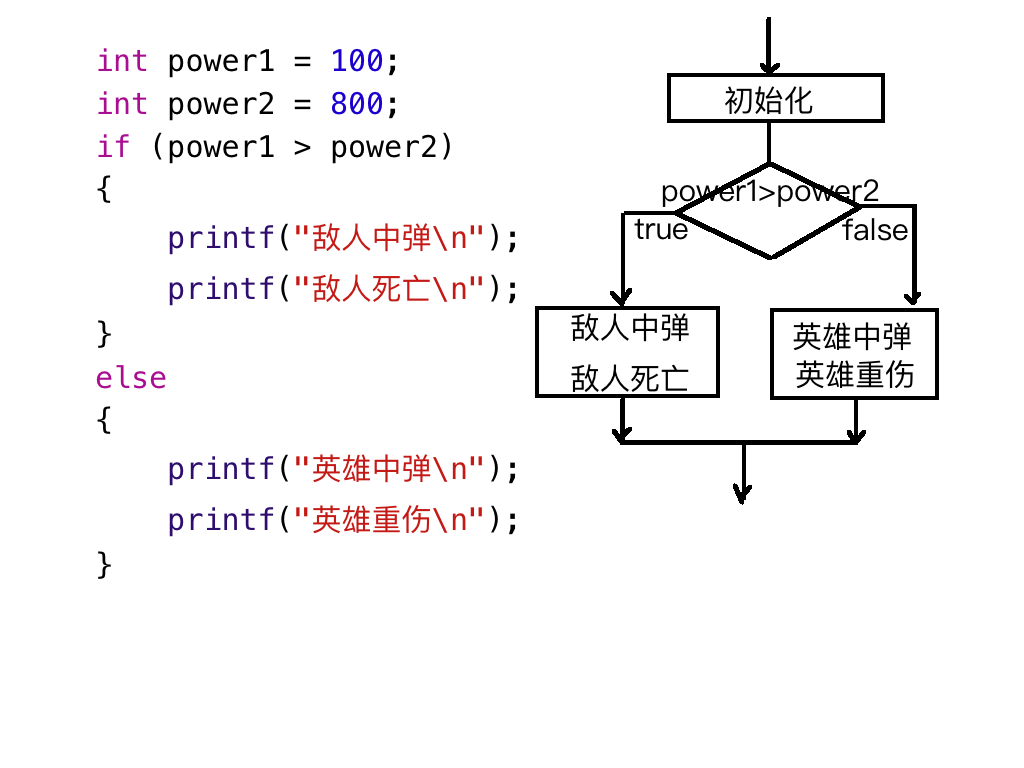 int power1 = 100;
int power2 = 800;
if (power1 > power2)
{
printf("敌人中弹\n");
printf("敌人死亡\n");
}
else
{
printf("英雄中弹\n");
printf("英雄重伤\n");
}
初始化
power1>power2
true
false
敌人中弹
敌人死亡
英雄中弹
英雄重伤